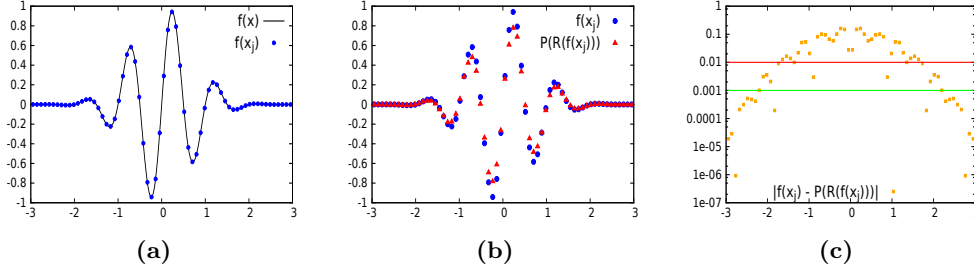 f(x)
f(xj)
1
0.8
0.6
0.4
0.2
0
-0.2
-0.4
-0.6
-0.8
-1
-3 -2 -1 0 1 2 3
(a)
f(xj)
P(R(f(xj)))
1
0.8
0.6
0.4
0.2
0
-0.2
-0.4
-0.6
-0.8
-1
-3 -2 -1 0 1 2 3
(b)
1
0.1
0.01
0.001
0.0001
1e-05
1e-06
1e-07
|f(xj) - P(R(f(xj)))|
-3 -2 -1 0 1 2 3
(c)